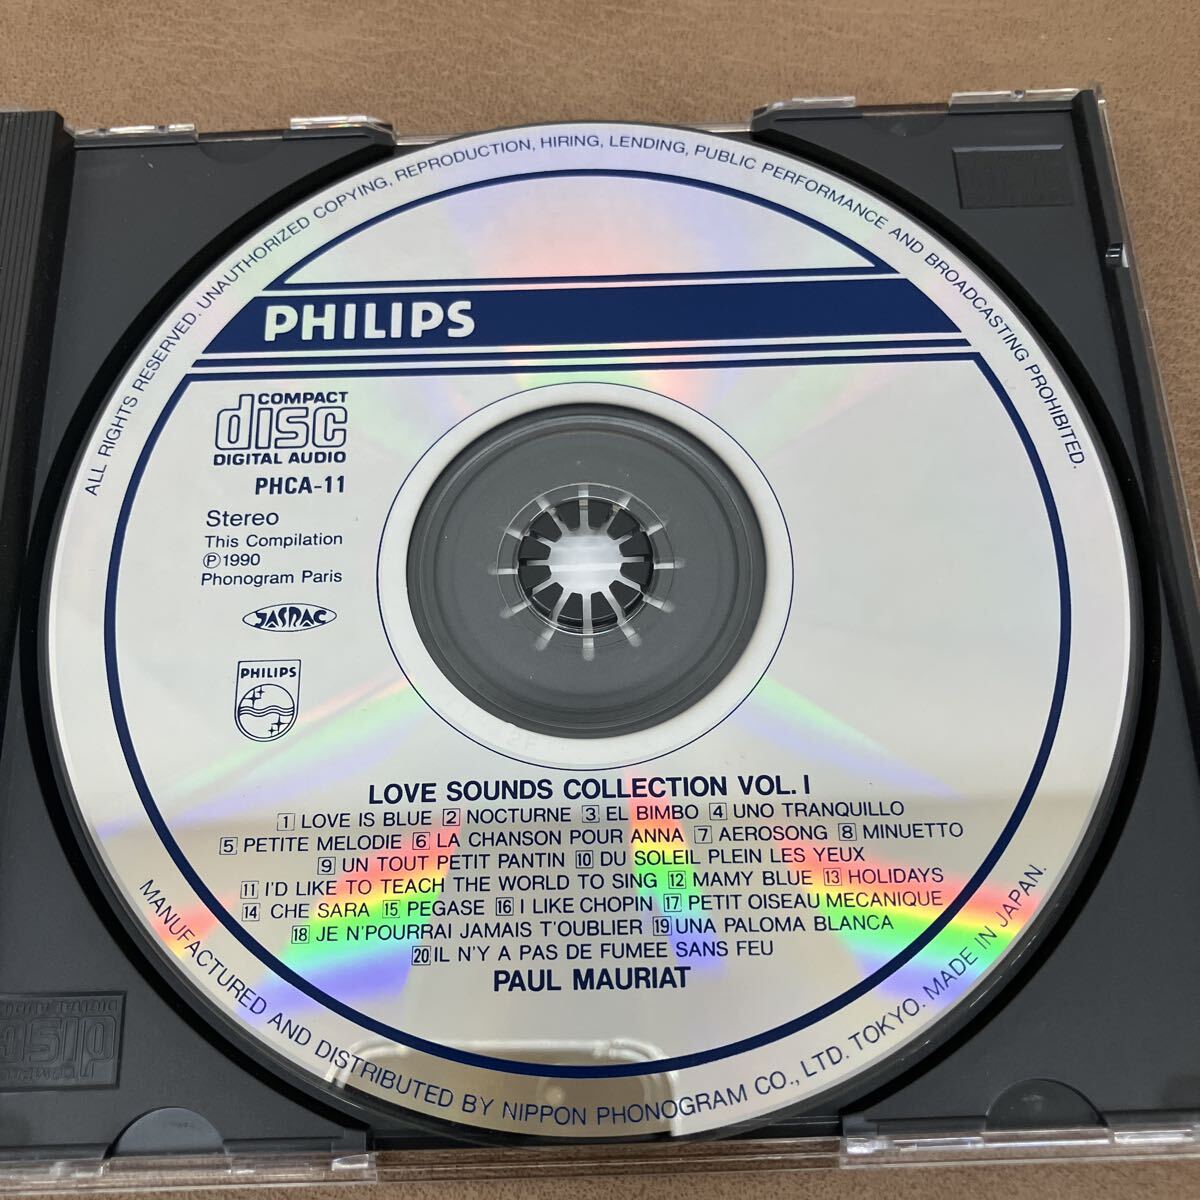 ALL RIGHTS RESERVED. UNAUTHORIZED COPYING, REPRODUCTION, HIRING, LENDING, PUBLIC PERFORMANCE AND BROADCASTING PROHIBITED.
PHILIPS
COMPACT
disc
DIGITAL AUDIO
PHCA-11
Stereo
This Compilation
Ⓟ1990
Phonogram Paris
JASRAC
PHILIPS
LOVE SOUNDS COLLECTION VOL. I
1 LOVE IS BLUE 2 NOCTURNE 3 EL BIMBO 4 UNO TRANQUILLO
5 PETITE MELODIE 6 LA CHANSON POUR ANNA 7 AEROSONG 8 MINUETTO
9 UN TOUT PETIT PANTIN 10 DU SOLEIL PLEIN LES YEUX
11 I'D LIKE TO TEACH THE WORLD TO SING 12 MAMY BLUE 13 HOLIDAYS
14 CHE SARA 15 PEGASE 16 I LIKE CHOPIN 17 PETIT OISEAU MECANIQUE
18 JE N'POURRAI JAMAIS T'OUBLIER 19 UNA PALOMA BLANCA
20 IL N'Y A PAS DE FUMEE SANS FEU
PAUL MAURIAT
MANUFACTURED AND DISTRIBUTED BY NIPPON PHONOGRAM CO., LTD. TOKYO. MADE IN JAPAN.